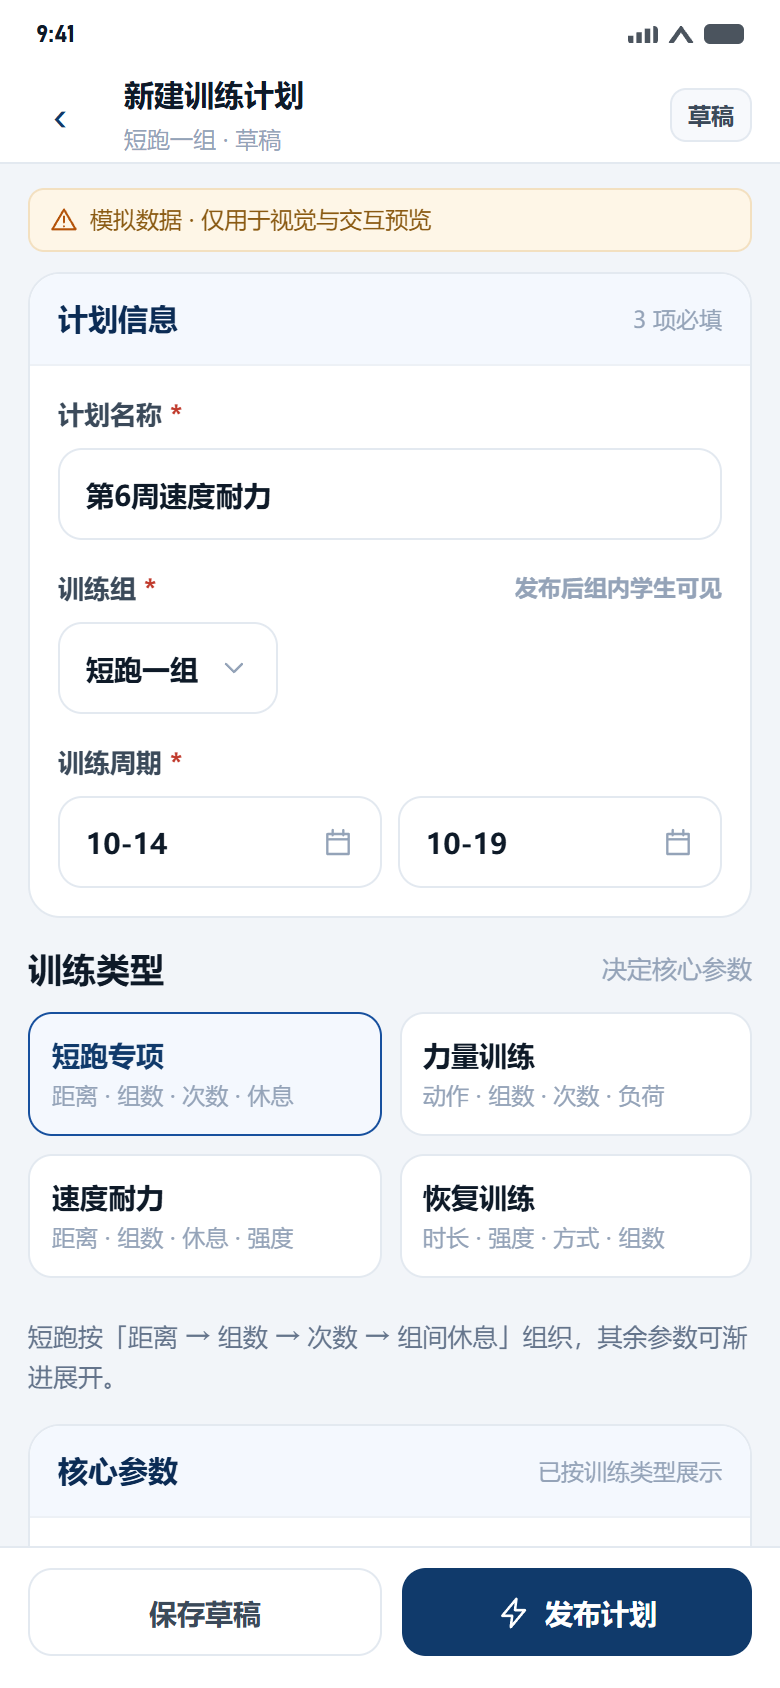 9:41
新建训练计划
短跑一组 · 草稿
草稿
模拟数据 · 仅用于视觉与交互预览
计划信息
3 项必填
计划名称 *
第6周速度耐力
训练组 *
发布后组内学生可见
短跑一组
训练周期 *
10-14
10-19
训练类型
决定核心参数
短跑专项
距离 · 组数 · 次数 · 休息
力量训练
动作 · 组数 · 次数 · 负荷
速度耐力
距离 · 组数 · 休息 · 强度
恢复训练
时长 · 强度 · 方式 · 组数
短跑按「距离 → 组数 → 次数 → 组间休息」组织，其余参数可渐
进展开。
核心参数
已按训练类型展示
保存草稿
发布计划